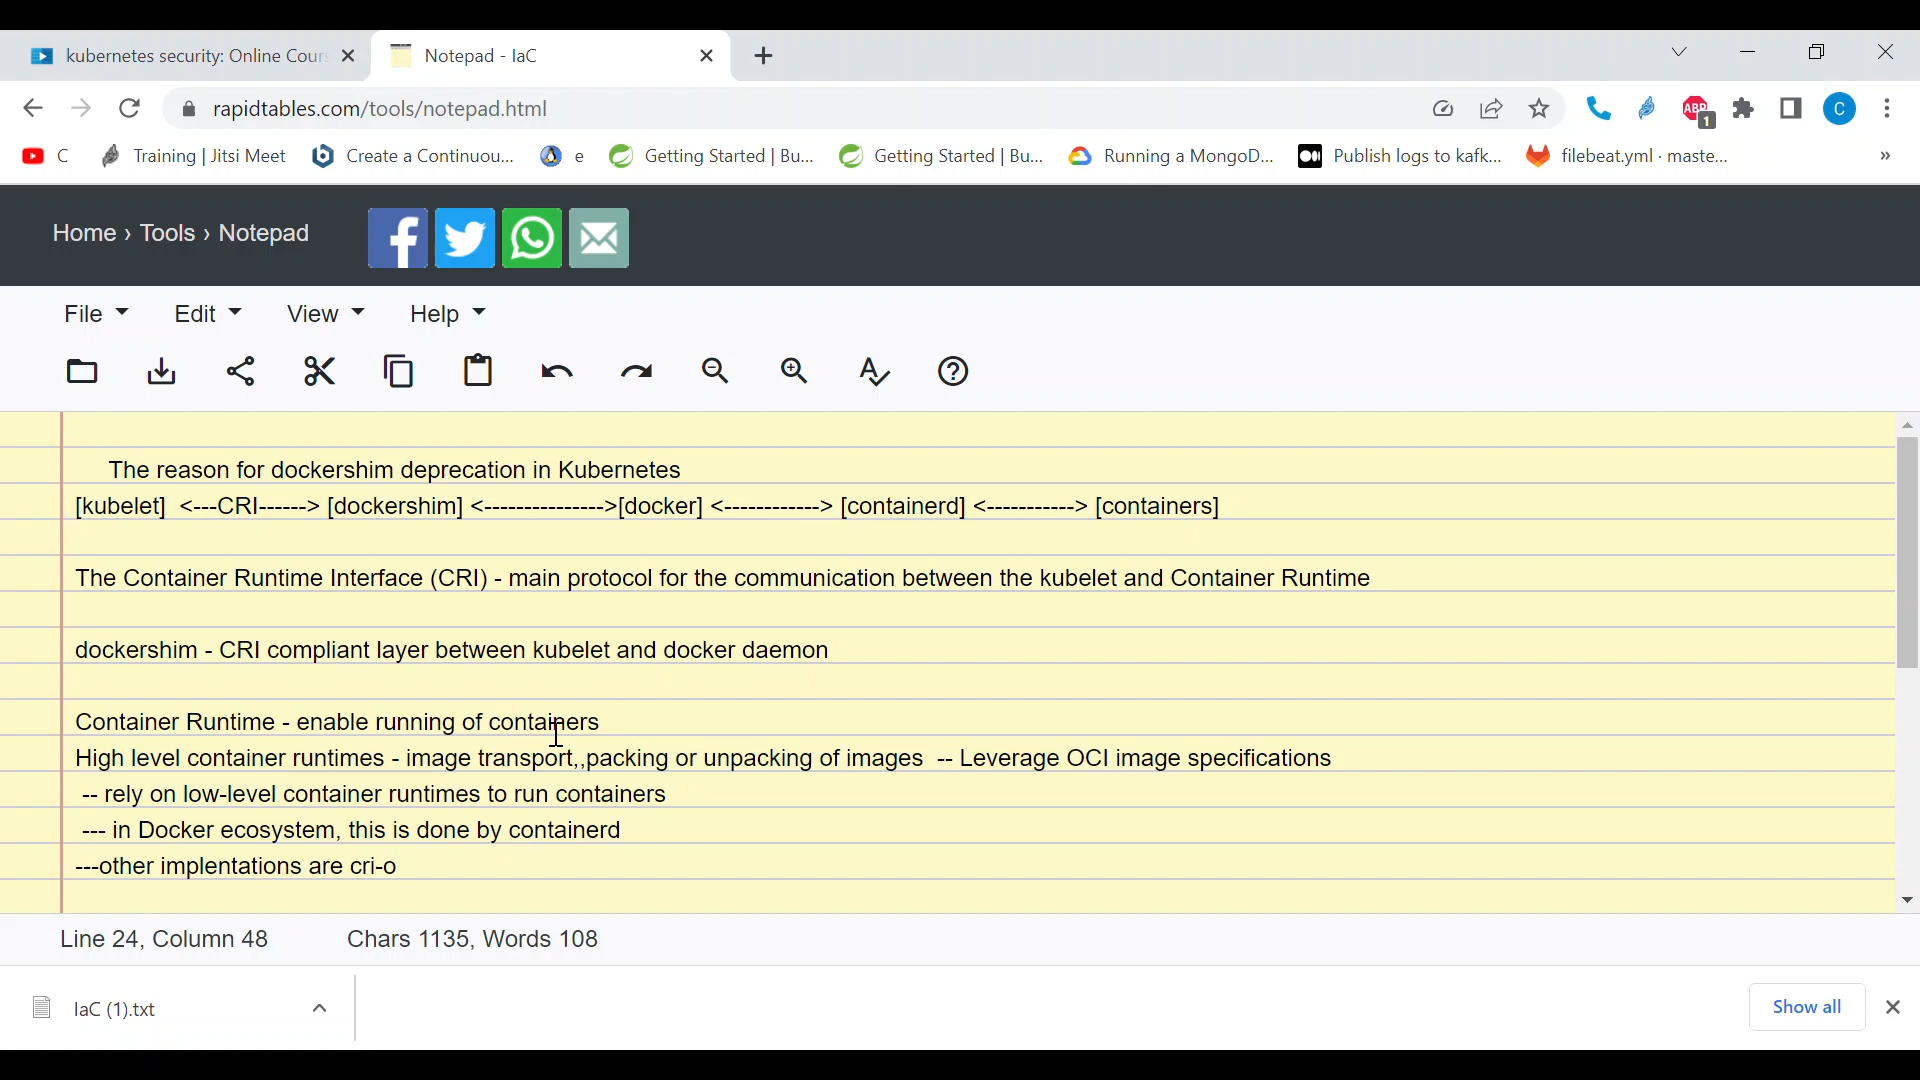 kubernetes security: Online Cour
Notepad - IaC
rapidtables.com/tools/notepad.html
ABP
1
C
C
Training | Jitsi Meet
Create a Continuou...
e
Getting Started | Bu...
Getting Started | Bu...
Running a MongoD...
Publish logs to kafk...
filebeat.yml · maste...
»
Home › Tools › Notepad
File Edit View Help
The reason for dockershim deprecation in Kubernetes
[kubelet]  <---CRI------> [dockershim] <--------------->[docker] <------------> [containerd] <-----------> [containers]
The Container Runtime Interface (CRI) - main protocol for the communication between the kubelet and Container Runtime
dockershim - CRI compliant layer between kubelet and docker daemon
Container Runtime - enable running of containers
High level container runtimes - image transport,,packing or unpacking of images  -- Leverage OCI image specifications
-- rely on low-level container runtimes to run containers
--- in Docker ecosystem, this is done by containerd
---other implentations are cri-o
Line 24, Column 48 Chars 1135, Words 108
IaC (1).txt
Show all